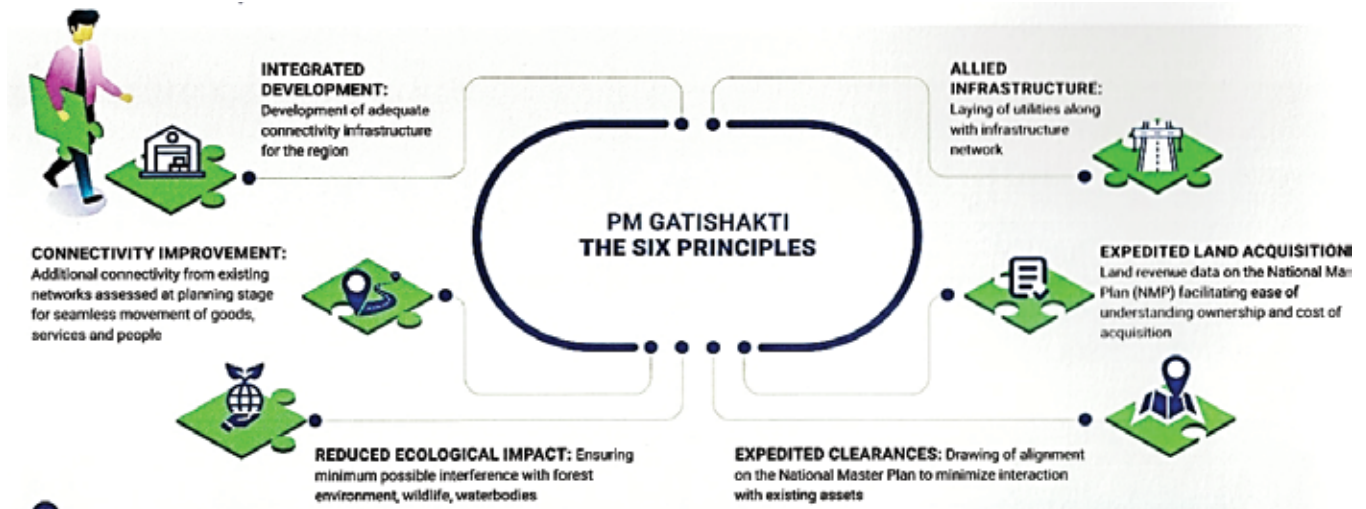 INTEGRATED
DEVELOPMENT:
Development of adequate
connectivity infrastructure
for the region
ALLIED
INFRASTRUCTURE:
Laying of utilities along
with infrastructure
network
PM GATISHAKTI
THE SIX PRINCIPLES
CONNECTIVITY IMPROVEMENT:
Additional connectivity from existing
networks assessed at planning stage
for seamless movement of goods,
services and people
EXPEDITED LAND ACQUISITION
Land revenue data on the National Mas
Plan (NMP) facilitating ease of
understanding ownership and cost of
acquisition
REDUCED ECOLOGICAL IMPACT: Ensuring
minimum possible interference with forest
environment, wildlife, waterbodies
EXPEDITED CLEARANCES: Drawing of alignment
on the National Master Plan to minimize interaction
with existing assets